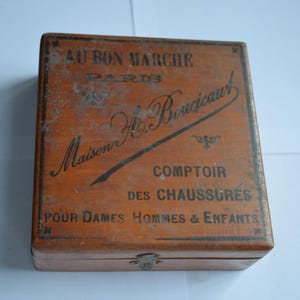 AU BON MARCHÉ
PARIS
Maison A. Boucicaut
COMPTOIR
DES CHAUSSURES
POUR DAMES HOMMES & ENFANTS